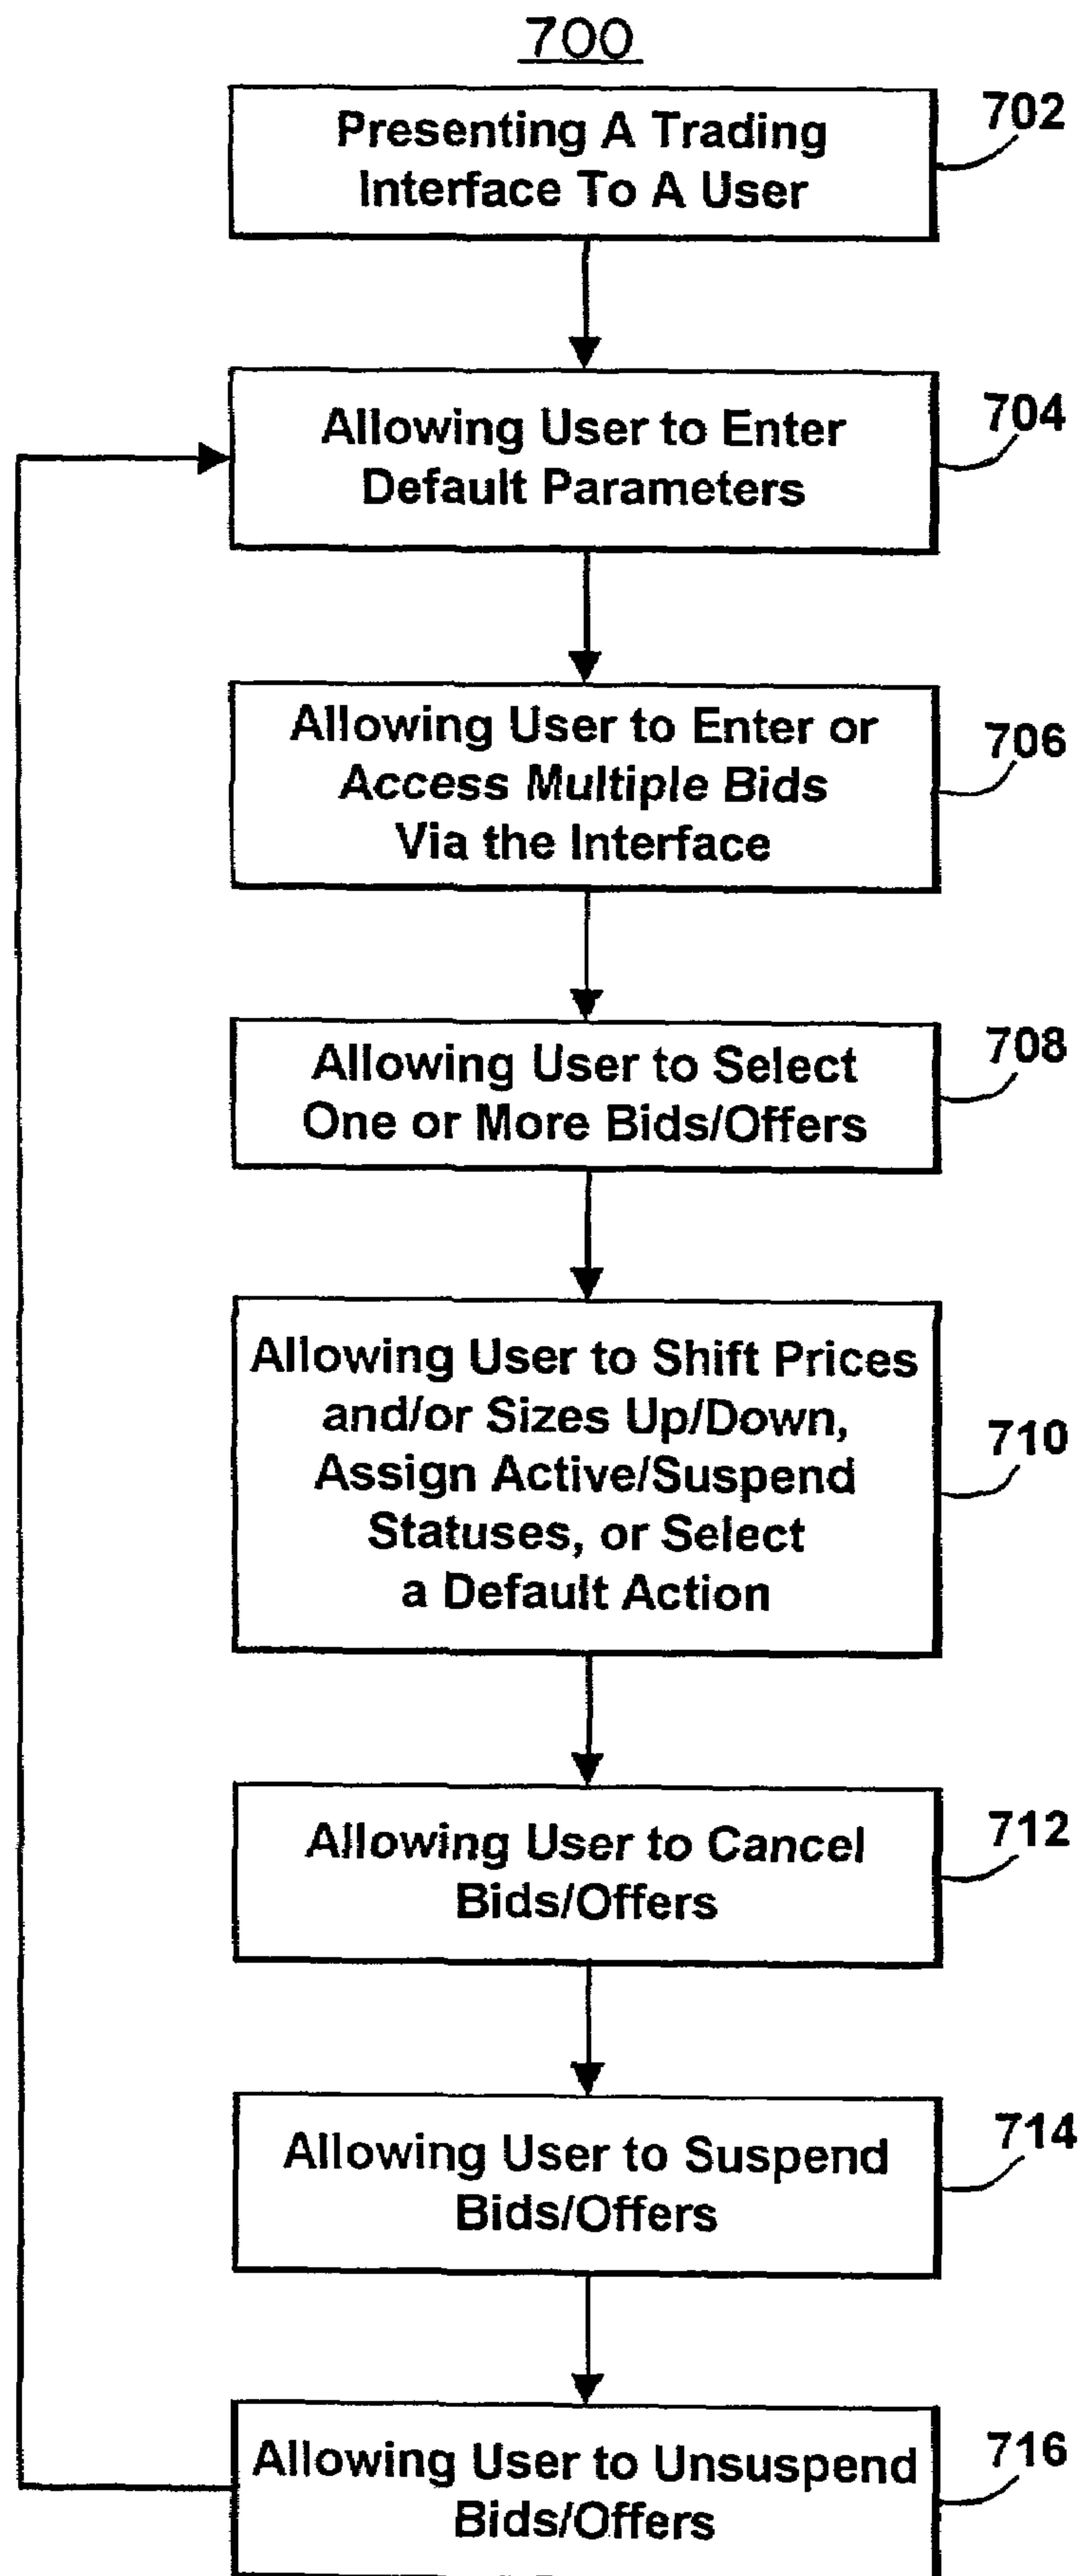 700
Presenting A Trading
Interface To A User
702
Allowing User to Enter
Default Parameters
704
Allowing User to Enter or
Access Multiple Bids
Via the Interface
706
Allowing User to Select
One or More Bids/Offers
708
Allowing User to Shift Prices
and/or Sizes Up/Down,
Assign Active/Suspend
Statuses, or Select
a Default Action
710
Allowing User to Cancel
Bids/Offers
712
Allowing User to Suspend
Bids/Offers
714
Allowing User to Unsuspend
Bids/Offers
716